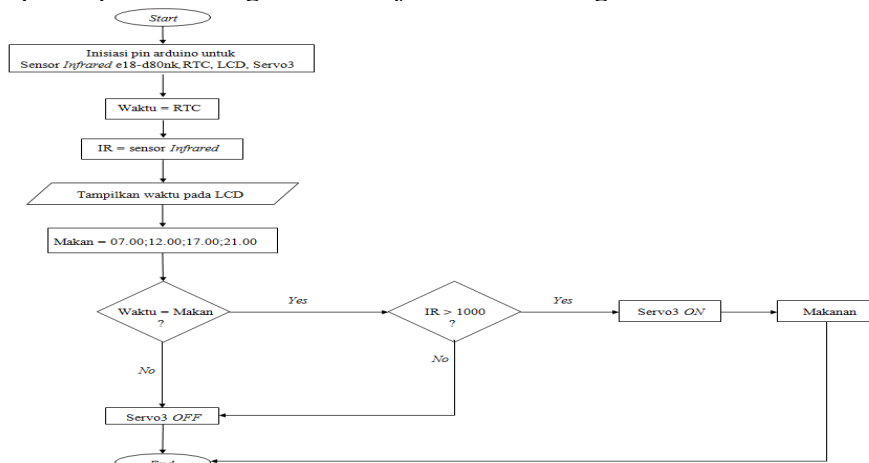 Start
Inisiasi pin arduino untuk
Sensor Infrared e18-d80nk, RTC, LCD, Servo3
Waktu = RTC
IR = sensor Infrared
Tampilkan waktu pada LCD
Makan = 07.00;12.00;17.00;21.00
Waktu = Makan
?
Yes
IR > 1000
?
Yes
Servo3 ON
Makanan
No
No
Servo3 OFF
End